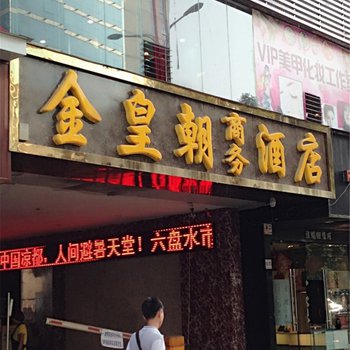 VIP美甲化妆工作
金皇朝商务酒店
中国凉都，人间避暑天堂！六盘水市